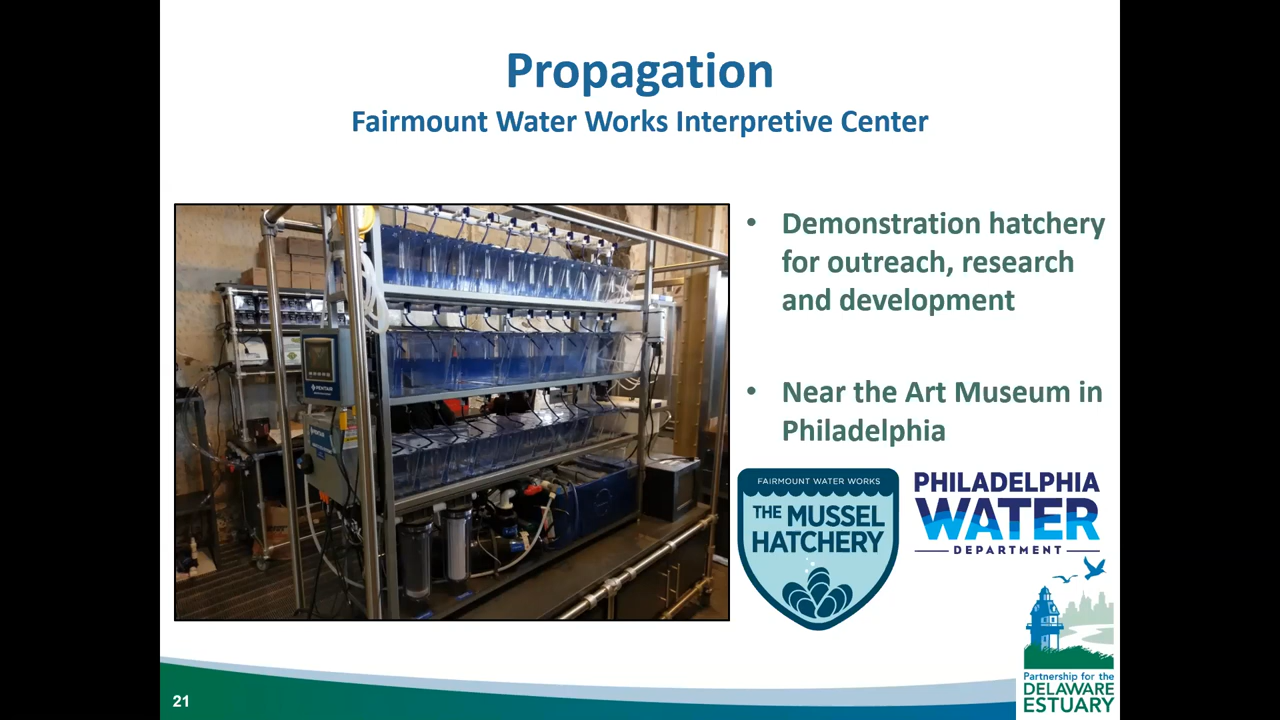 Propagation
Fairmount Water Works Interpretive Center
• Demonstration hatchery
for outreach, research
and development
• Near the Art Museum in
Philadelphia
PENTAIR
FAIRMOUNT WATER WORKS
THE MUSSEL
HATCHERY
PHILADELPHIA
WATER
DEPARTMENT
Partnership for the
DELAWARE
ESTUARY
21